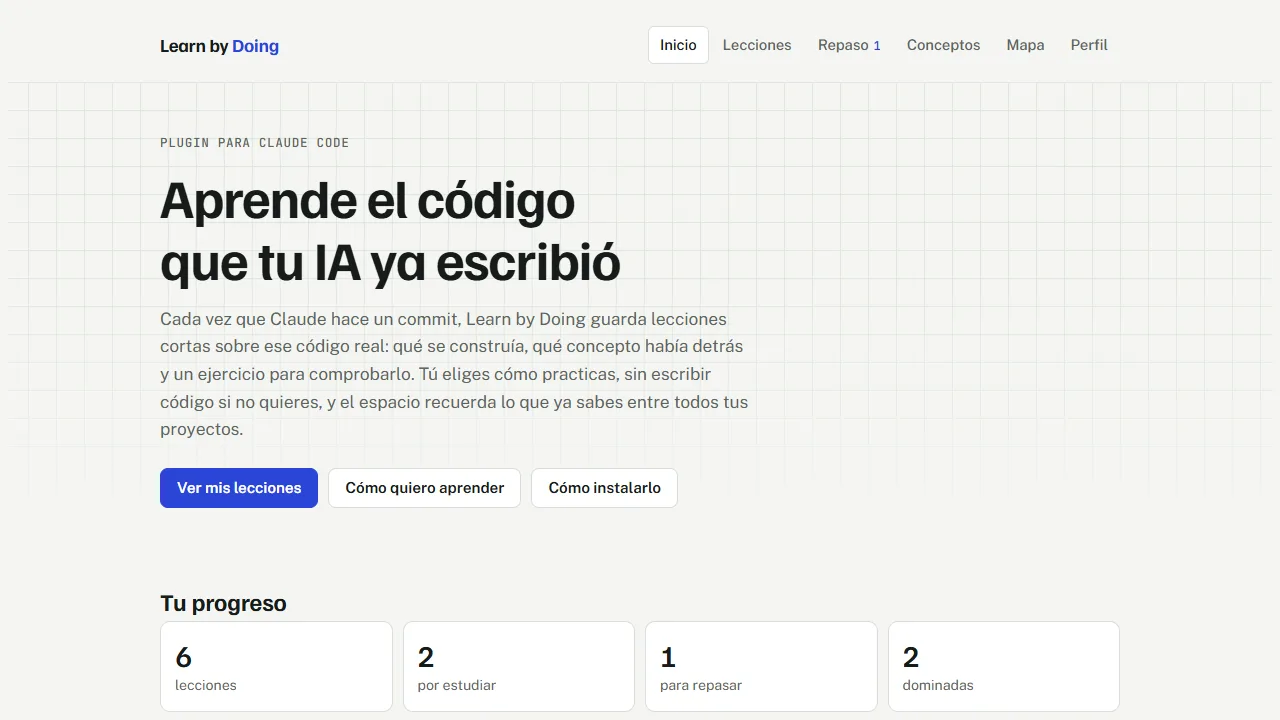 Learn by Doing
Inicio
Lecciones
Repaso 1
Conceptos
Mapa
Perfil
PLUGIN PARA CLAUDE CODE
Aprende el código
que tu IA ya escribió
Cada vez que Claude hace un commit, Learn by Doing guarda lecciones
cortas sobre ese código real: qué se construía, qué concepto había detrás
y un ejercicio para comprobarlo. Tú eliges cómo practicas, sin escribir
código si no quieres, y el espacio recuerda lo que ya sabes entre todos tus
proyectos.
Ver mis lecciones
Cómo quiero aprender
Cómo instalarlo
Tu progreso
6
lecciones
2
por estudiar
1
para repasar
2
dominadas